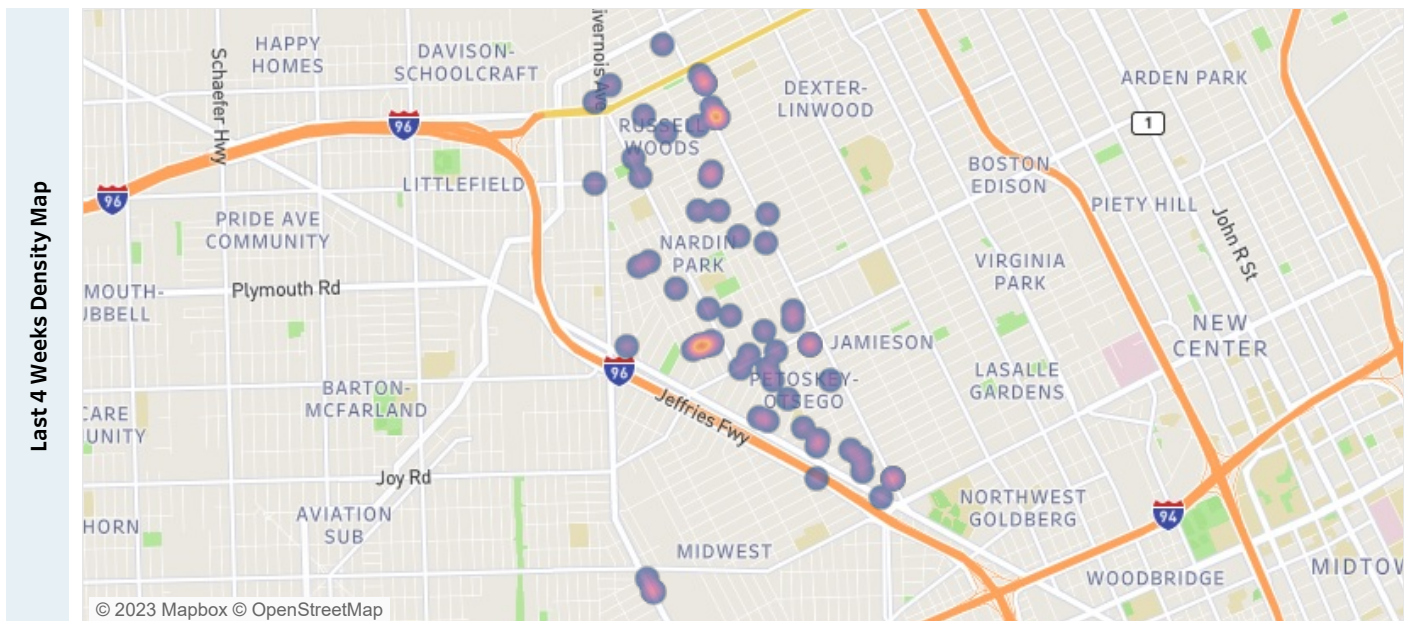 Last 4 Weeks Density Map
HAPPY
HOMES
DAVISON-
SCHOOLCRAFT
Schaefer Hwy
ivernois Ave
DEXTER-
LINWOOD
ARDEN PARK
1
96
RUSSELL
WOODS
BOSTON
EDISON
LITTLEFIELD
96
PIETY HILL
PRIDE AVE
COMMUNITY
John R St
NARDIN
PARK
VIRGINIA
PARK
MOUTH-
UBBELL
Plymouth Rd
NEW
CENTER
JAMIESON
96
PETOSKEY-
OTSEGO
LASALLE
GARDENS
BARTON-
MCFARLAND
CARE
UNITY
Jeffries Fwy
Joy Rd
NORTHWEST
GOLDBERG
94
AVIATION
SUB
HORN
MIDWEST
WOODBRIDGE
MIDTOW
© 2023 Mapbox © OpenStreetMap